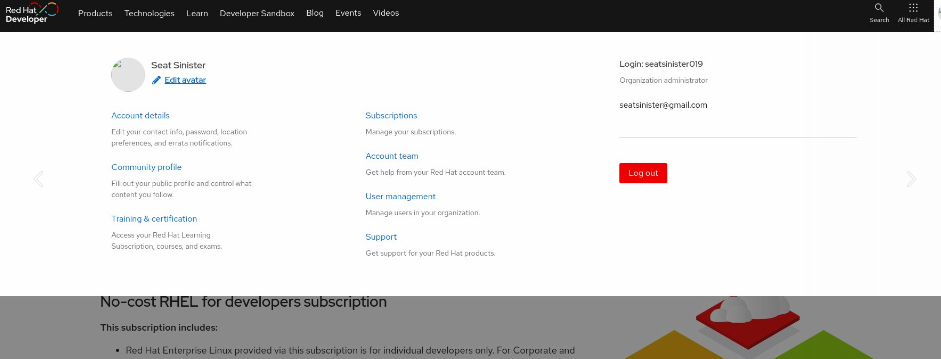 Red Hat
Developer
Products
Technologies
Learn
Developer Sandbox
Blog
Events
Videos
Search
All Red Hat
Seat Sinister
Edit avatar
Account details
Edit your contact info, password, location
preferences, and errata notifications.
Community profile
Fill out your public profile and control what
content you follow.
Training & certification
Access your Red Hat Learning
Subscription, courses, and exams.
Subscriptions
Manage your subscriptions.
Account team
Get help from your Red Hat account team.
User management
Manage users in your organization.
Support
Get support for your Red Hat products.
Login: seatsinister019
Organization administrator
seatsinister@gmail.com
Log out
No-cost RHEL for developers subscription
This subscription includes:
• Red Hat Enterprise Linux provided via this subscription is for individual developers only. For Corporate and